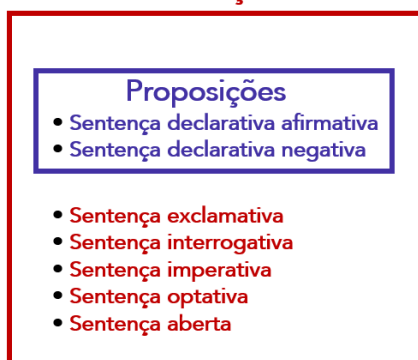 Proposições
• Sentença declarativa afirmativa
• Sentença declarativa negativa
• Sentença exclamativa
• Sentença interrogativa
• Sentença imperativa
• Sentença optativa
• Sentença aberta